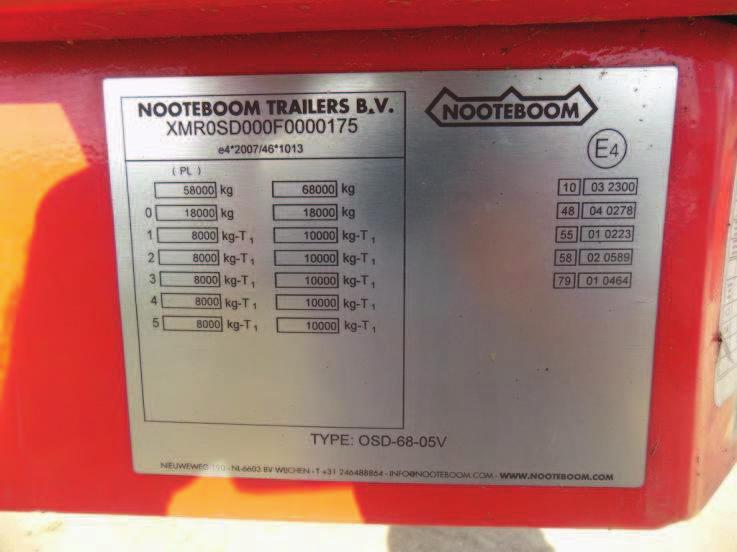 NOOTEBOOM TRAILERS B.V.
XMR0SD000F0000175
e4*2007/46*1013
NOOTEBOOM
E4
( PL )
58000 kg 68000 kg
0 18000 kg 18000 kg
1 8000 kg-T1 10000 kg-T1
2 8000 kg-T1 10000 kg-T1
3 8000 kg-T1 10000 kg-T1
4 8000 kg-T1 10000 kg-T1
5 8000 kg-T1 10000 kg-T1
10 03 2300
48 04 0278
55 01 0223
58 02 0589
79 01 0464
TYPE: OSD-68-05V
NIEUWEWEG 190 - NL-6603 BV WIJCHEN - T +31 246488864 - INFO@NOOTEBOOM.COM - WWW.NOOTEBOOM.COM